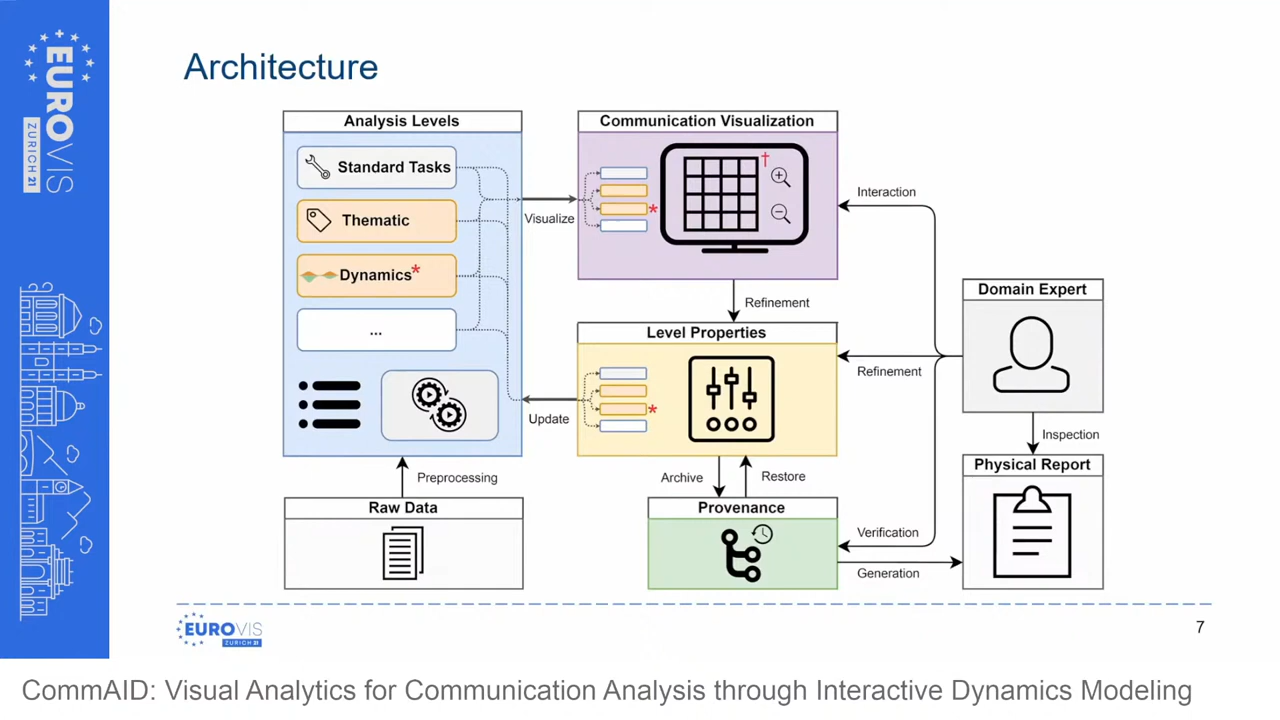 EUROVIS
ZURICH 21
Architecture
Analysis Levels
Standard Tasks
Thematic
Dynamics*
...
Preprocessing
Raw Data
Visualize
Update
Communication Visualization
*
†
Refinement
Level Properties
*
Archive
Restore
Provenance
Interaction
Refinement
Verification
Generation
Domain Expert
Inspection
Physical Report
EUROVIS
ZURICH 21
7
CommAID: Visual Analytics for Communication Analysis through Interactive Dynamics Modeling